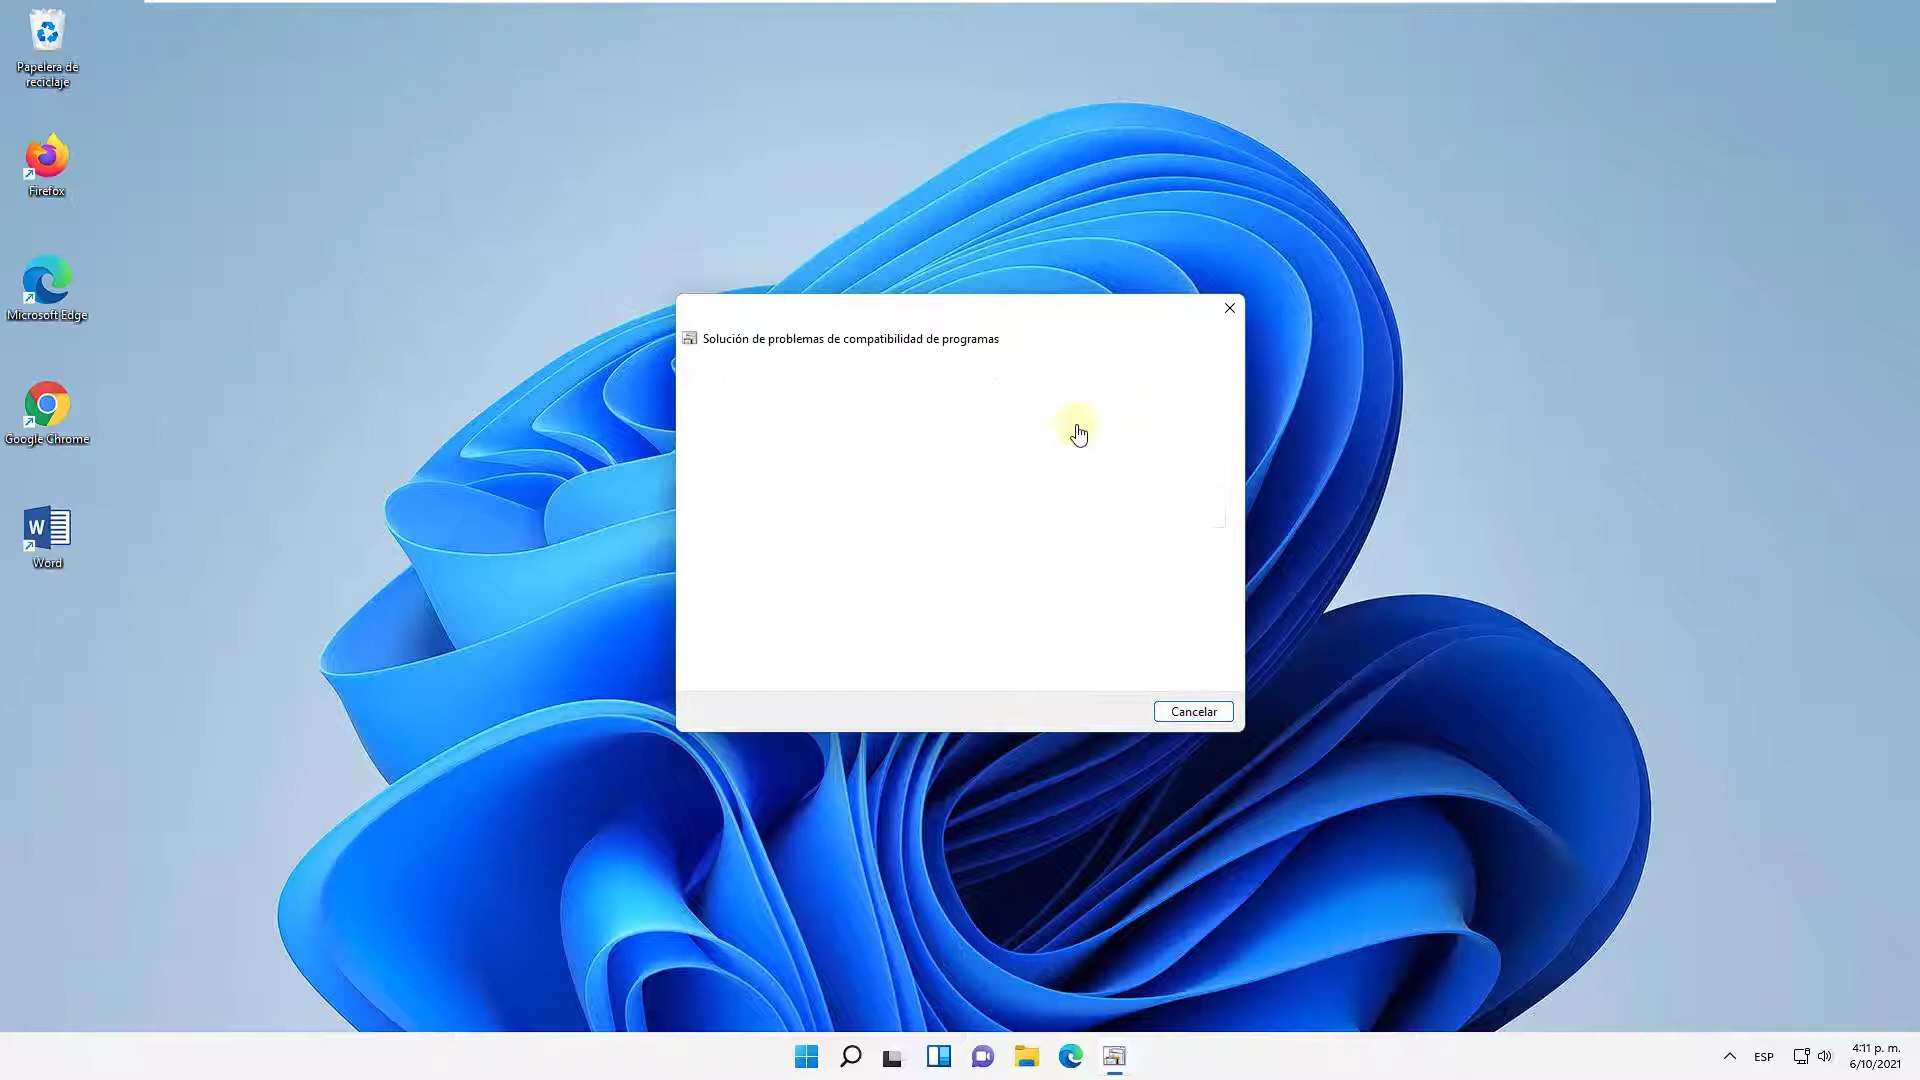 Papelera de
reciclaje
Firefox
Microsoft Edge
Google Chrome
W
Word
Solución de problemas de compatibilidad de programas
Cancelar
ESP
4:11 p. m.
6/10/2021